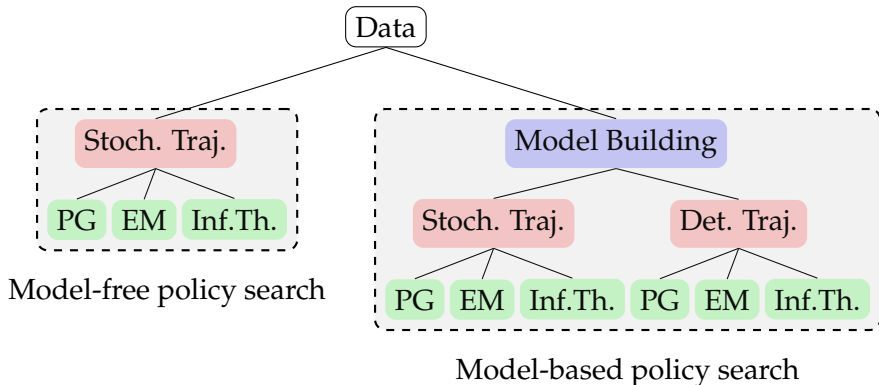 Data
Stoch. Traj.
Model Building
PG EM Inf.Th.
Stoch. Traj. Det. Traj.
Model-free policy search
PG EM Inf.Th. PG EM Inf.Th.
Model-based policy search